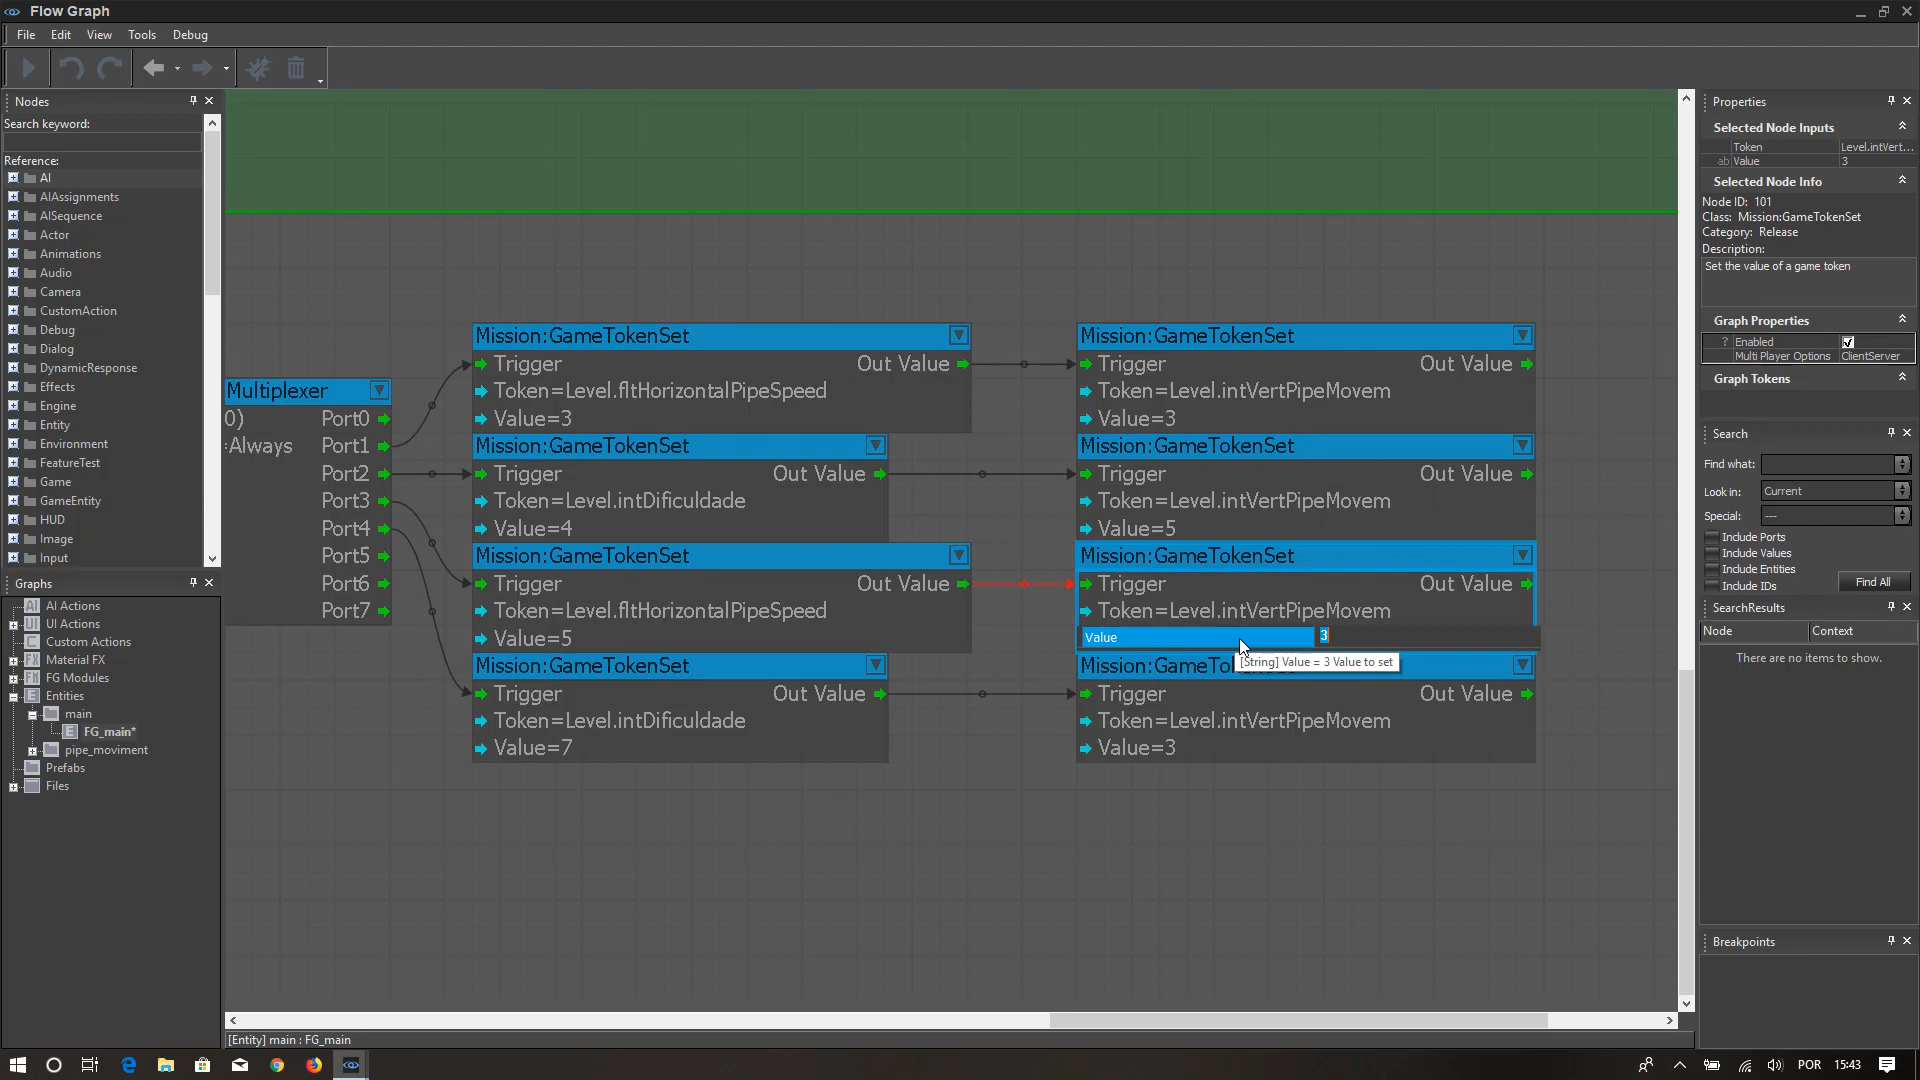 Flow Graph
File Edit View Tools Debug
Nodes
Search keyword:
Reference:
AI
AIAssignments
AISequence
Actor
Animations
Audio
Camera
CustomAction
Debug
Dialog
DynamicResponse
Effects
Engine
Entity
Environment
FeatureTest
Game
GameEntity
HUD
Image
Input
Graphs
AI Actions
UI Actions
Custom Actions
Material FX
FG Modules
Entities
main
FG_main*
pipe_moviment
Prefabs
Files
Multiplexer
0) Port0
:Always Port1
Port2
Port3
Port4
Port5
Port6
Port7
Mission:GameTokenSet
Trigger Out Value
Token=Level.fltHorizontalPipeSpeed
Value=3
Mission:GameTokenSet
Trigger Out Value
Token=Level.intDificuldade
Value=4
Mission:GameTokenSet
Trigger Out Value
Token=Level.fltHorizontalPipeSpeed
Value=5
Mission:GameTokenSet
Trigger Out Value
Token=Level.intDificuldade
Value=7
Mission:GameTokenSet
Trigger Out Value
Token=Level.intVertPipeMovem
Value=3
Mission:GameTokenSet
Trigger Out Value
Token=Level.intVertPipeMovem
Value=5
Mission:GameTokenSet
Trigger Out Value
Token=Level.intVertPipeMovem
Value 3
[String] Value = 3 Value to set
Mission:GameTo
Trigger Out Value
Token=Level.intVertPipeMovem
Value=3
[Entity] main : FG_main
Properties
Selected Node Inputs
Token Level.intVert...
ab Value 3
Selected Node Info
Node ID: 101
Class: Mission:GameTokenSet
Category: Release
Description:
Set the value of a game token
Graph Properties
? Enabled
Multi Player Options ClientServer
Graph Tokens
Search
Find what:
Look in: Current
Special: ---
Include Ports
Include Values
Include Entities
Include IDs
Find All
SearchResults
Node Context
There are no items to show.
Breakpoints
POR 15:43